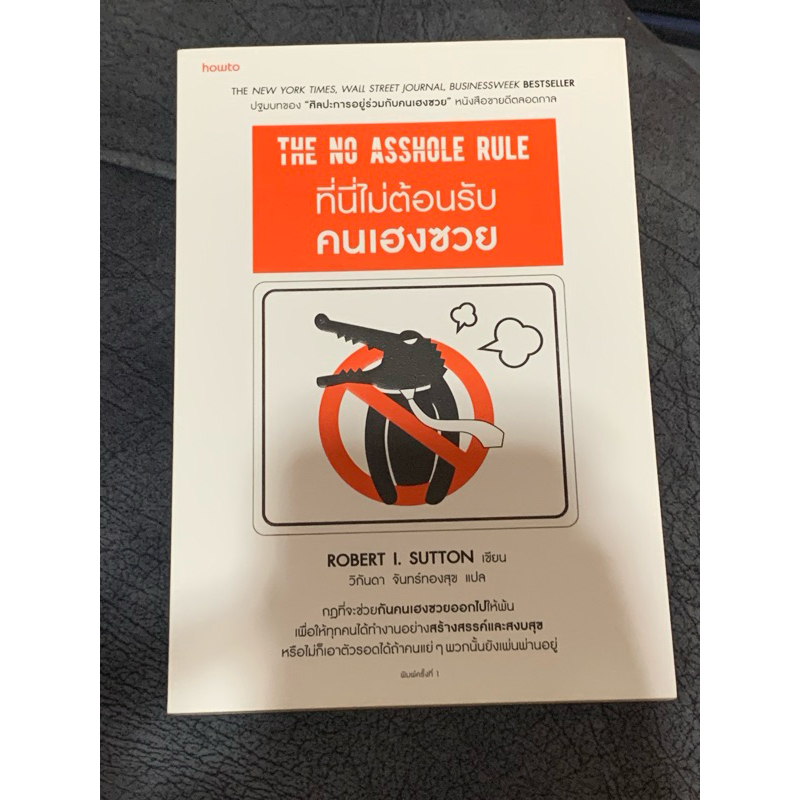 howto
THE NEW YORK TIMES, WALL STREET JOURNAL, BUSINESSWEEK BESTSELLER
ปฐมบทของ “ศิลปะการอยู่ร่วมกับคนเฮงซวย” หนังสือขายดีตลอดกาล
THE NO ASSHOLE RULE
ที่นี่ไม่ต้อนรับ
คนเฮงซวย
ROBERT I. SUTTON เขียน
วิกันดา จันทร์ทองสุข แปล
กฎที่จะช่วยกันคนเฮงซวยออกไปให้พ้น
เพื่อให้ทุกคนได้ทำงานอย่างสร้างสรรค์และสงบสุข
หรือไม่ก็เอาตัวรอดได้ถ้าคนแย่ ๆ พวกนั้นยังเพ่นพ่านอยู่
พิมพ์ครั้งที่ 1